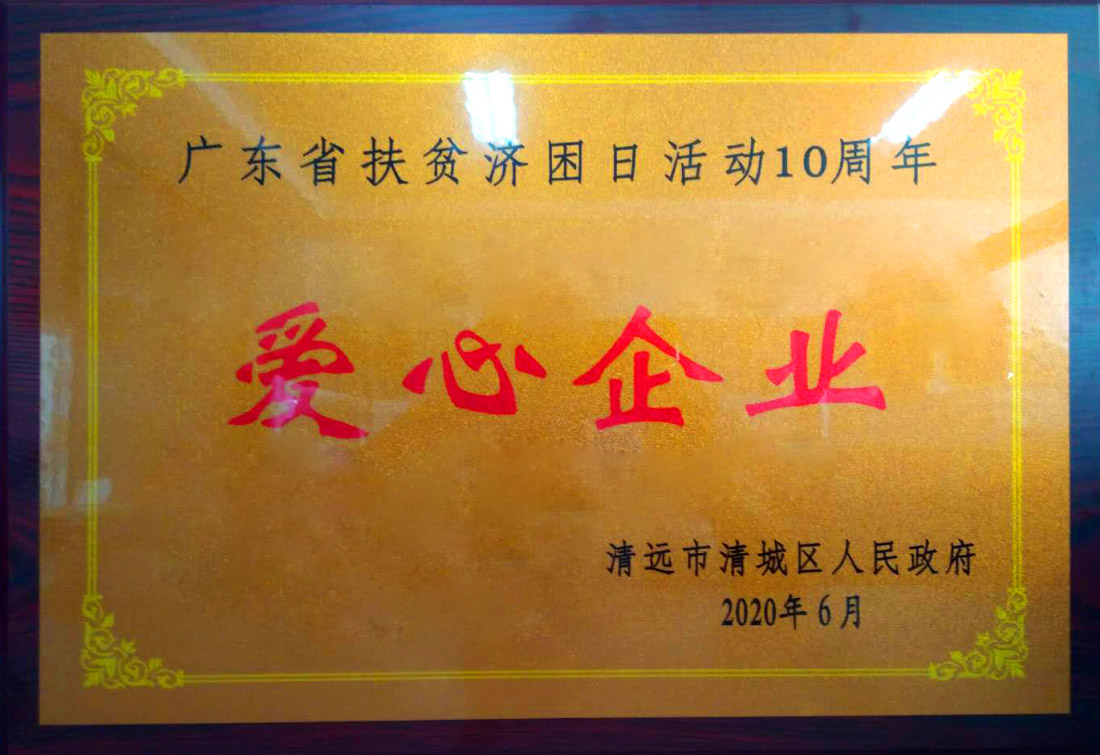 广东省扶贫济困日活动10周年
爱心企业
清远市清城区人民政府
2020年6月